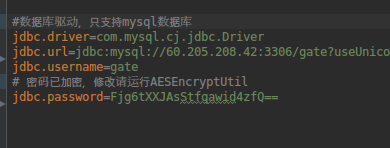 #数据库驱动，只支持mysql数据库
jdbc.driver=com.mysql.cj.jdbc.Driver
jdbc.url=jdbc:mysql://60.205.208.42:3306/gate?useUnico
jdbc.username=gate
# 密码已加密，修改请运行AESEncryptUtil
jdbc.password=Fjg6tXXJAsStfgawid4zfQ==